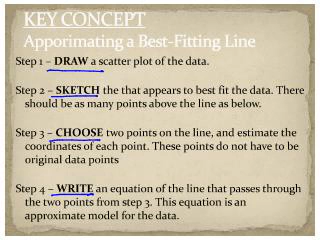 KEY CONCEPT
Apporimating a Best-Fitting Line
Step 1 – DRAW a scatter plot of the data.
Step 2 – SKETCH the that appears to best fit the data. There
should be as many points above the line as below.
Step 3 – CHOOSE two points on the line, and estimate the
coordinates of each point. These points do not have to be
original data points
Step 4 – WRITE an equation of the line that passes through
the two points from step 3. This equation is an
approximate model for the data.